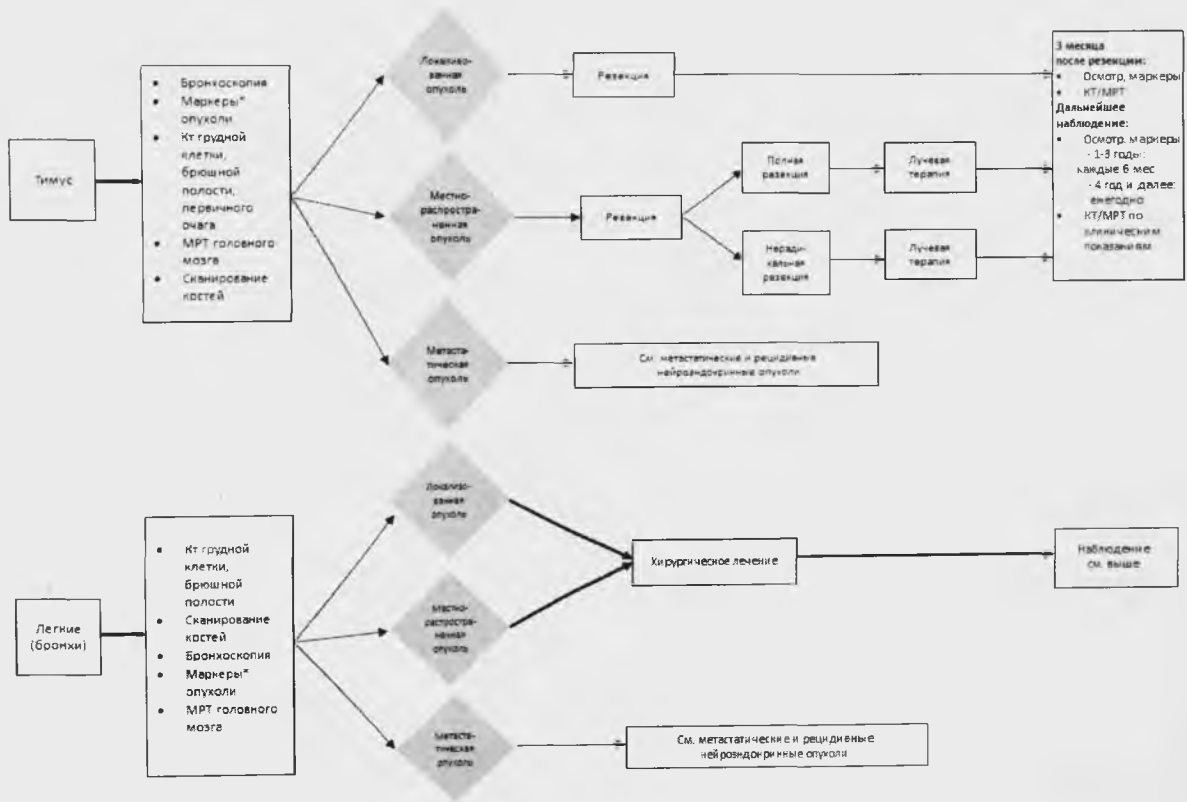 Тимус
• Бронхоскопия
• Маркеры*
опухоли
• Кт грудной
клетки,
брюшной
полости,
первичного
очага
• МРТ головного
мозга
• Сканирование
костей
Локализо-
ванная
опухоль
Резекция
Местно-
распростра-
ненная
опухоль
Резекция
Полная
резекция
Лучевая
терапия
Неради-
кальная
резекция
Лучевая
терапия
3 месяца
после резекции:
• Осмотр, маркеры
• КТ/МРТ
Дальнейшее
наблюдение:
• Осмотр. маркеры
- 1-3 годы:
каждые 6 мес
- 4 год и далее:
ежегодно
• КТ/МРТ по
клиническим
показаниям
Метаста-
тическая
опухоль
См. метастатические и рецидивные
нейроэндокринные опухоли
Легкие
(бронхи)
• Кт грудной
клетки,
брюшной
полости
• Сканирование
костей
• Бронхоскопия
• Маркеры*
опухоли
• МРТ головного
мозга
Локализо-
ванная
опухоль
Местно-
распростра-
ненная
опухоль
Хирургическое лечение
Наблюдение
см. выше
Метаста-
тическая
опухоль
См. метастатические и рецидивные
нейроэндокринные опухоли